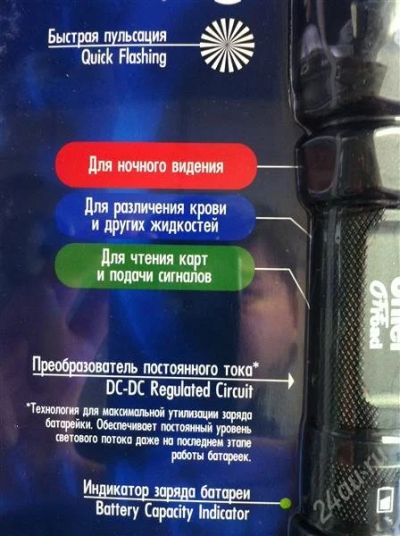 Быстрая пульсация
Quick Flashing
Для ночного видения
Для различения крови
и других жидкостей
Для чтения карт
и подачи сигналов
Преобразователь постоянного тока*
DC-DC Regulated Circuit
*Технология для максимальной утилизации заряда
батарейки. Обеспечивает постоянный уровень
светового потока даже на последнем этапе
работы батареек.
Индикатор заряда батареи
Battery Capacity Indicator
24au.ru